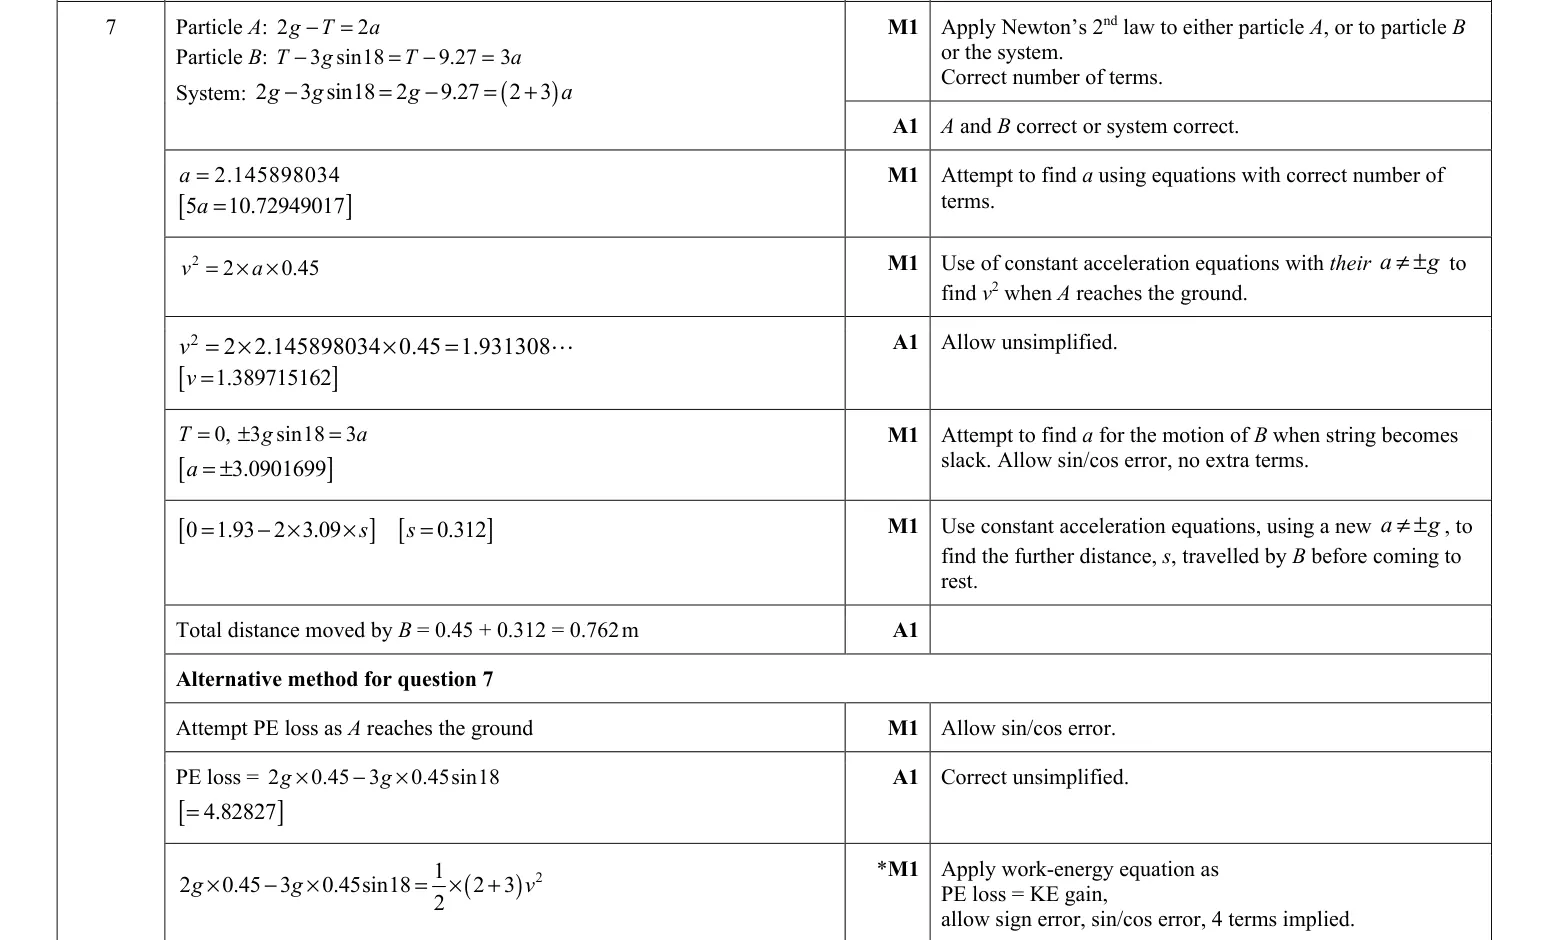 7
Particle A: 2g − T = 2a
Particle B: T − 3g sin18 = T − 9.27 = 3a
System: 2g − 3g sin18 = 2g − 9.27 = (2 + 3) a
M1
Apply Newton's 2nd law to either particle A, or to particle B
or the system.
Correct number of terms.
A1
A and B correct or system correct.
a = 2.145898034
[5a = 10.72949017]
M1
Attempt to find a using equations with correct number of
terms.
v² = 2 × a × 0.45
M1
Use of constant acceleration equations with their a ≠ ±g to
find v² when A reaches the ground.
v² = 2 × 2.145898034 × 0.45 = 1.931308⋯
[v = 1.389715162]
A1
Allow unsimplified.
T = 0, ±3g sin18 = 3a
[a = ±3.0901699]
M1
Attempt to find a for the motion of B when string becomes
slack. Allow sin/cos error, no extra terms.
[0 = 1.93 − 2 × 3.09 × s] [s = 0.312]
M1
Use constant acceleration equations, using a new a ≠ ±g , to
find the further distance, s, travelled by B before coming to
rest.
Total distance moved by B = 0.45 + 0.312 = 0.762 m
A1
Alternative method for question 7
Attempt PE loss as A reaches the ground
M1
Allow sin/cos error.
PE loss = 2g × 0.45 − 3g × 0.45 sin18
[= 4.82827]
A1
Correct unsimplified.
2g × 0.45 − 3g × 0.45 sin18 = 1/2 × (2 + 3) v²
*M1
Apply work-energy equation as
PE loss = KE gain,
allow sign error, sin/cos error, 4 terms implied.